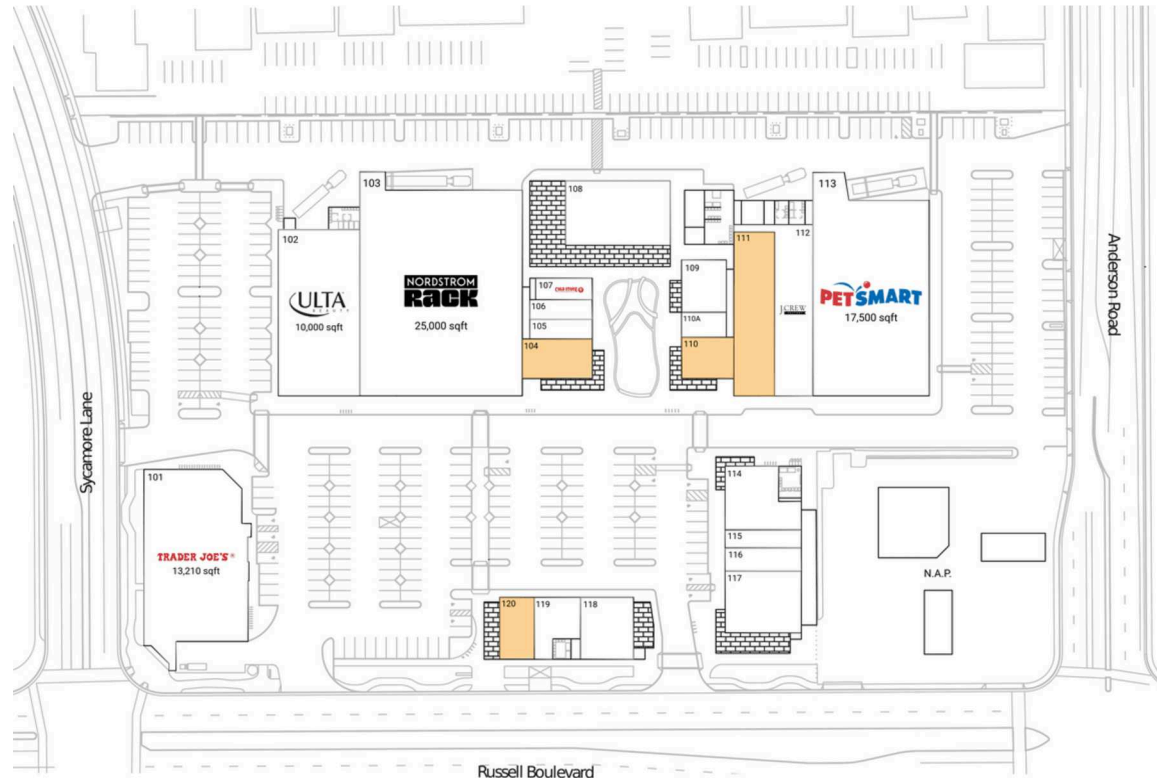 103
108
113
102
111
112
109
107
106
105
104
110A
110
ULTA
BEAUTY
10,000 sqft
NORDSTROM
RACK
25,000 sqft
J.CREW
PETSMART
17,500 sqft
Anderson Road
Sycamore Lane
101
TRADER JOE'S®
13,210 sqft
114
115
116
117
N.A.P.
120
119
118
Russell Boulevard